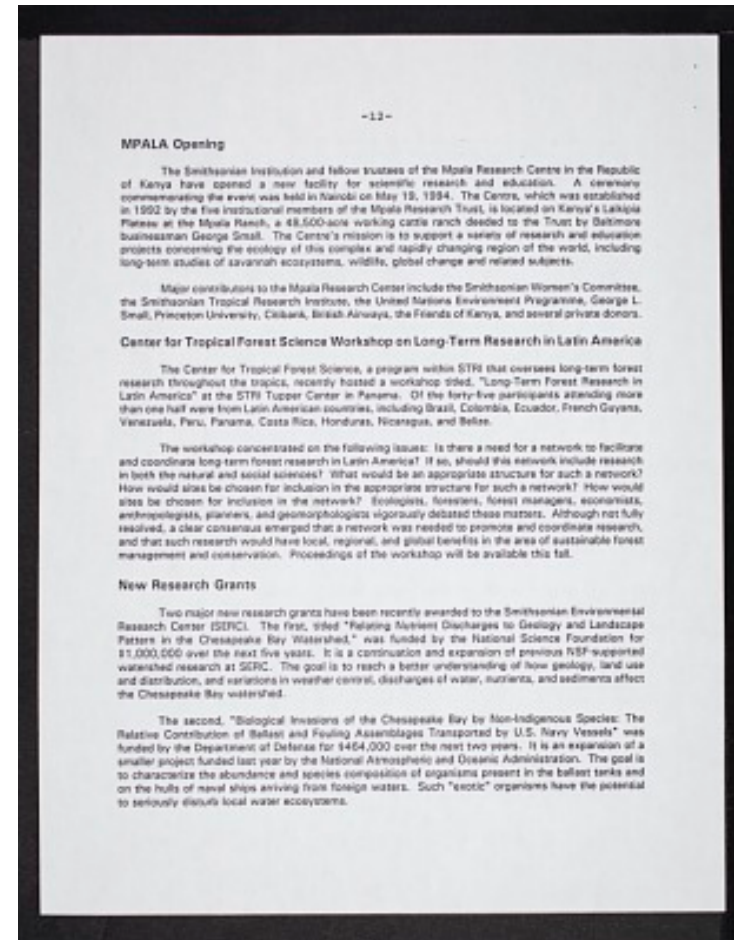 -12-
MPALA Opening
The Smithsonian Institution and fellow trustees of the Mpala Research Centre in the Republic
of Kenya have opened a new facility for scientific research and education. A ceremony
commemorating the event was held in Nairobi on May 19, 1994. The Centre, which was established
in 1992 by the five institutional members of the Mpala Research Trust, is located on Kenya's Laikipia
Plateau at the Mpala Ranch, a 48,500-acre working cattle ranch deeded to the Trust by Baltimore
businessman George Small. The Centre's mission is to support a variety of research and education
projects concerning the ecology of this complex and rapidly changing region of the world, including
long-term studies of savannah ecosystems, wildlife, global change and related subjects.
Major contributors to the Mpala Research Center include the Smithsonian Women's Committee,
the Smithsonian Tropical Research Institute, the United Nations Environment Programme, George L.
Small, Princeton University, Citibank, British Airways, the Friends of Kenya, and several private donors.
Center for Tropical Forest Science Workshop on Long-Term Research in Latin America
The Center for Tropical Forest Science, a program within STRI that oversees long-term forest
research throughout the tropics, recently hosted a workshop titled, "Long-Term Forest Research in
Latin America" at the STRI Tupper Center in Panama. Of the forty-five participants attending more
than one half were from Latin American countries, including Brazil, Colombia, Ecuador, French Guyana,
Venezuela, Peru, Panama, Costa Rica, Honduras, Nicaragua, and Belize.
The workshop concentrated on the following issues: Is there a need for a network to facilitate
and coordinate long-term forest research in Latin America? If so, should this network include research
in both the natural and social sciences? What would be an appropriate structure for such a network?
How would sites be chosen for inclusion in the appropriate structure for such a network? How would
sites be chosen for inclusion in the network? Ecologists, foresters, forest managers, economists,
anthropologists, planners, and geomorphologists vigorously debated these matters. Although not fully
resolved, a clear consensus emerged that a network was needed to promote and coordinate research,
and that such research would have local, regional, and global benefits in the area of sustainable forest
management and conservation. Proceedings of the workshop will be available this fall.
New Research Grants
Two major new research grants have been recently awarded to the Smithsonian Environmental
Research Center (SERC). The first, titled "Relating Nutrient Discharges to Geology and Landscape
Pattern in the Chesapeake Bay Watershed," was funded by the National Science Foundation for
$1,000,000 over the next five years. It is a continuation and expansion of previous NSF-supported
watershed research at SERC. The goal is to reach a better understanding of how geology, land use
and distribution, and variations in weather control, discharges of water, nutrients, and sediments affect
the Chesapeake Bay watershed.
The second, "Biological Invasions of the Chesapeake Bay by Non-Indigenous Species: The
Relative Contribution of Ballast and Fouling Assemblages Transported by U.S. Navy Vessels" was
funded by the Department of Defense for $464,000 over the next two years. It is an expansion of a
smaller project funded last year by the National Atmospheric and Oceanic Administration. The goal is
to characterize the abundance and species composition of organisms present in the ballast tanks and
on the hulls of naval ships arriving from foreign waters. Such "exotic" organisms have the potential
to seriously disturb local water ecosystems.